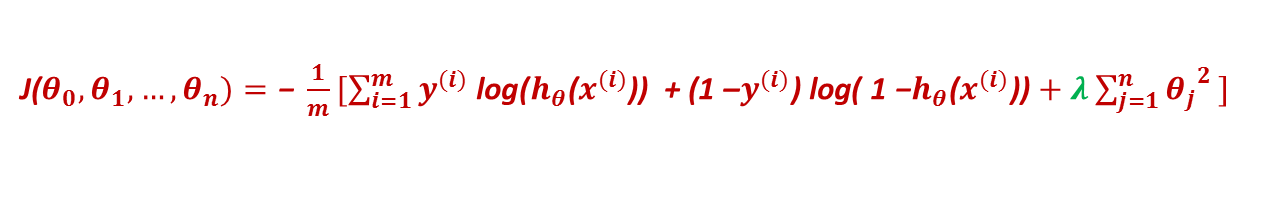 J(θ₀, θ₁, …, θₙ) = – 1/m [∑ᵢ₌₁ᵐ y⁽ⁱ⁾ log(h_θ(x⁽ⁱ⁾)) + (1 –y⁽ⁱ⁾) log( 1 –h_θ(x⁽ⁱ⁾)) + λ ∑ⱼ₌₁ⁿ θⱼ² ]